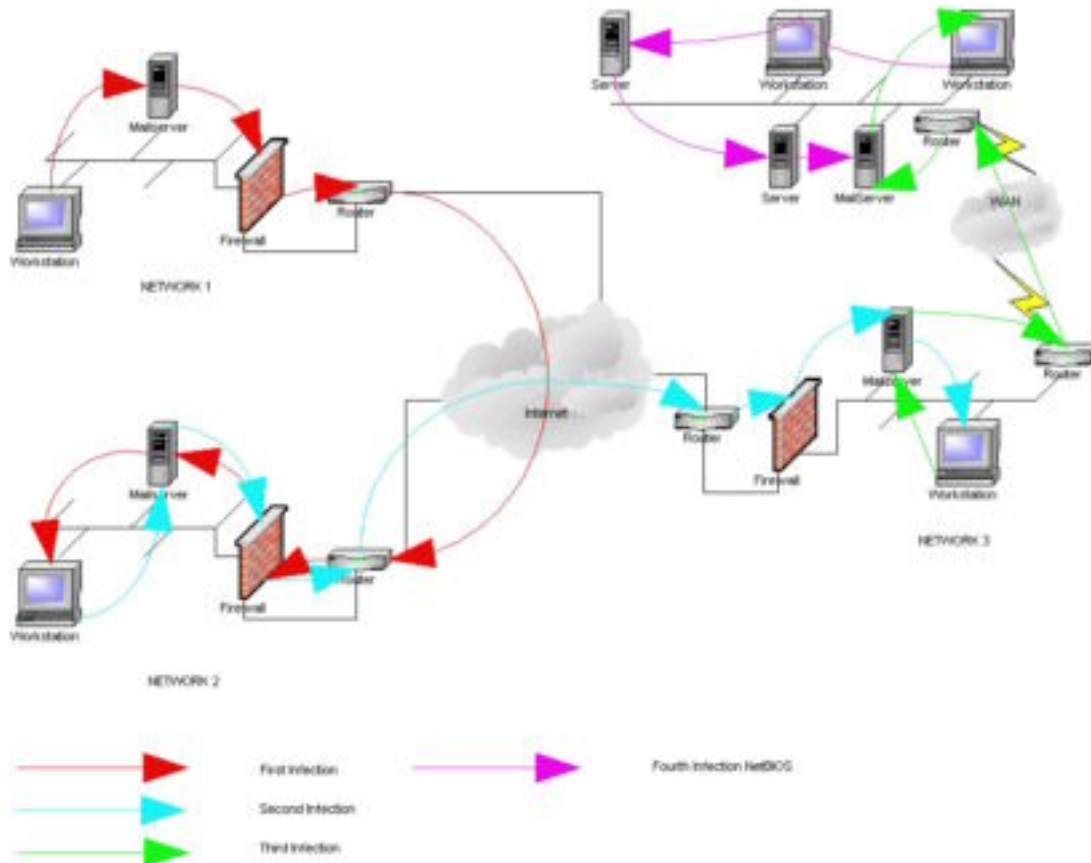 Server
Workstation
Workstation
Mailserver
Router
Server
MailServer
WAN
Firewall
Router
Workstation
NETWORK 1
Mailserver
Router
Internet
Router
Mailserver
Firewall
Workstation
NETWORK 3
Router
Firewall
Workstation
NETWORK 2
First Infection
Fourth Infection NetBIOS
Second Infection
Third Infection